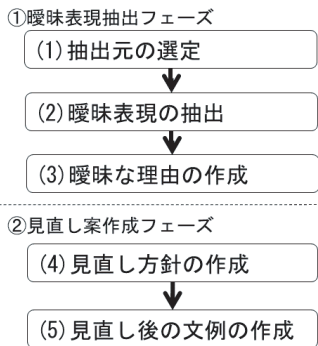 ①曖昧表現抽出フェーズ
(1)抽出元の選定
(2)曖昧表現の抽出
(3)曖昧な理由の作成
②見直し案作成フェーズ
(4)見直し方針の作成
(5)見直し後の文例の作成